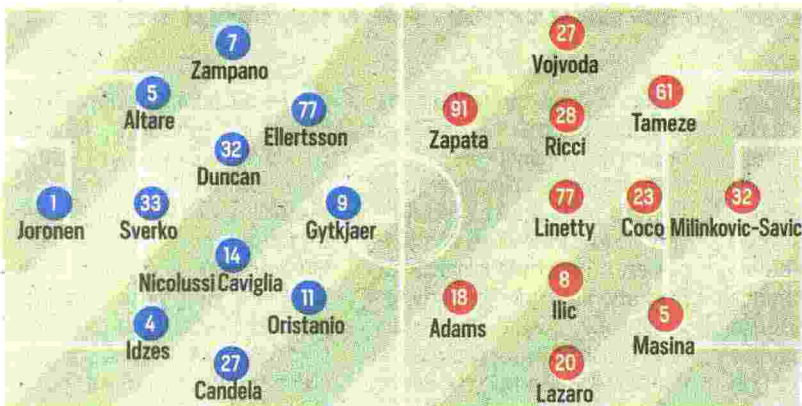 7
Zampano
5
Altare
77
Ellertsson
32
Duncan
1
Joronen
33
Sverko
9
Gytkjaer
14
Nicolussi Caviglia
11
Oristanio
4
Idzes
27
Candela
27
Vojvoda
91
Zapata
28
Ricci
61
Tameze
77
Linetty
23
Coco
32
Milinkovic-Savic
18
Adams
8
Ilic
5
Masina
20
Lazaro